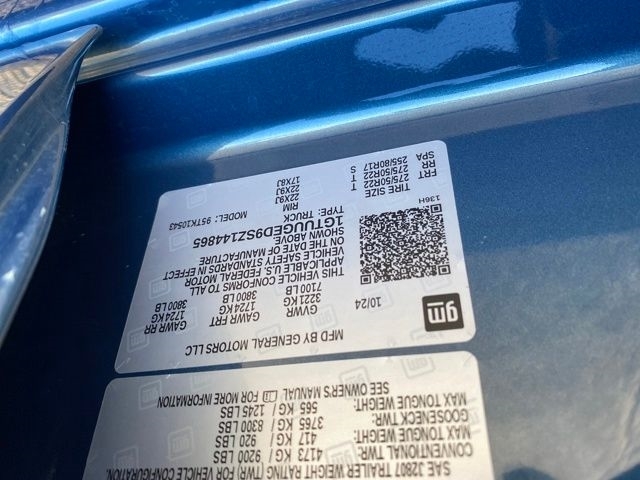 SAE J2807 TRAILER WEIGHT RATING (TWR) FOR VEHICLE CONFIGURATION
CONVENTIONAL TWR: 4173 KG / 9200 LBS
MAX TONGUE WEIGHT: 417 KG / 920 LBS
GOOSENECK TWR: 3765 KG / 8300 LBS
MAX TONGUE WEIGHT: 565 KG / 1245 LBS
SEE OWNER'S MANUAL FOR MORE INFORMATION
gm
MFD BY GENERAL MOTORS LLC
10/24
GVWR GAWR FRT GAWR RR
3221 KG 1724 KG 1724 KG
7100 LB 3800 LB 3800 LB
THIS VEHICLE CONFORMS TO ALL
APPLICABLE U.S. FEDERAL MOTOR
VEHICLE SAFETY STANDARDS IN EFFECT
ON THE DATE OF MANUFACTURE
SHOWN ABOVE.
1GTUUGED9SZ144865
TYPE: TRUCK MODEL: 95TK10543
136H
TIRE SIZE RIM
FRT 275/50R22 T 22X9J
RR 275/50R22 T 22X9J
SPA 255/80R17 S 17X8J